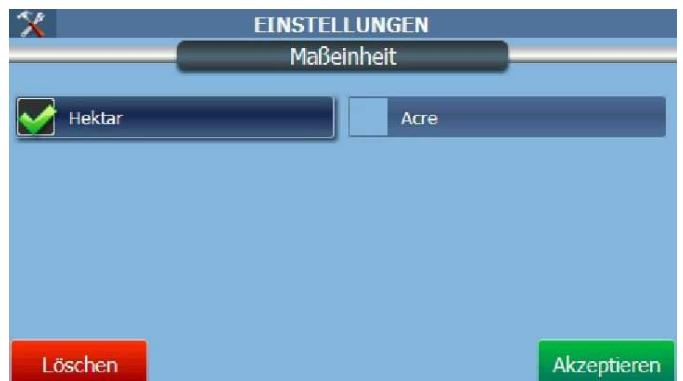 EINSTELLUNGEN
Maßeinheit
Hektar
Acre
Löschen
Akzeptieren